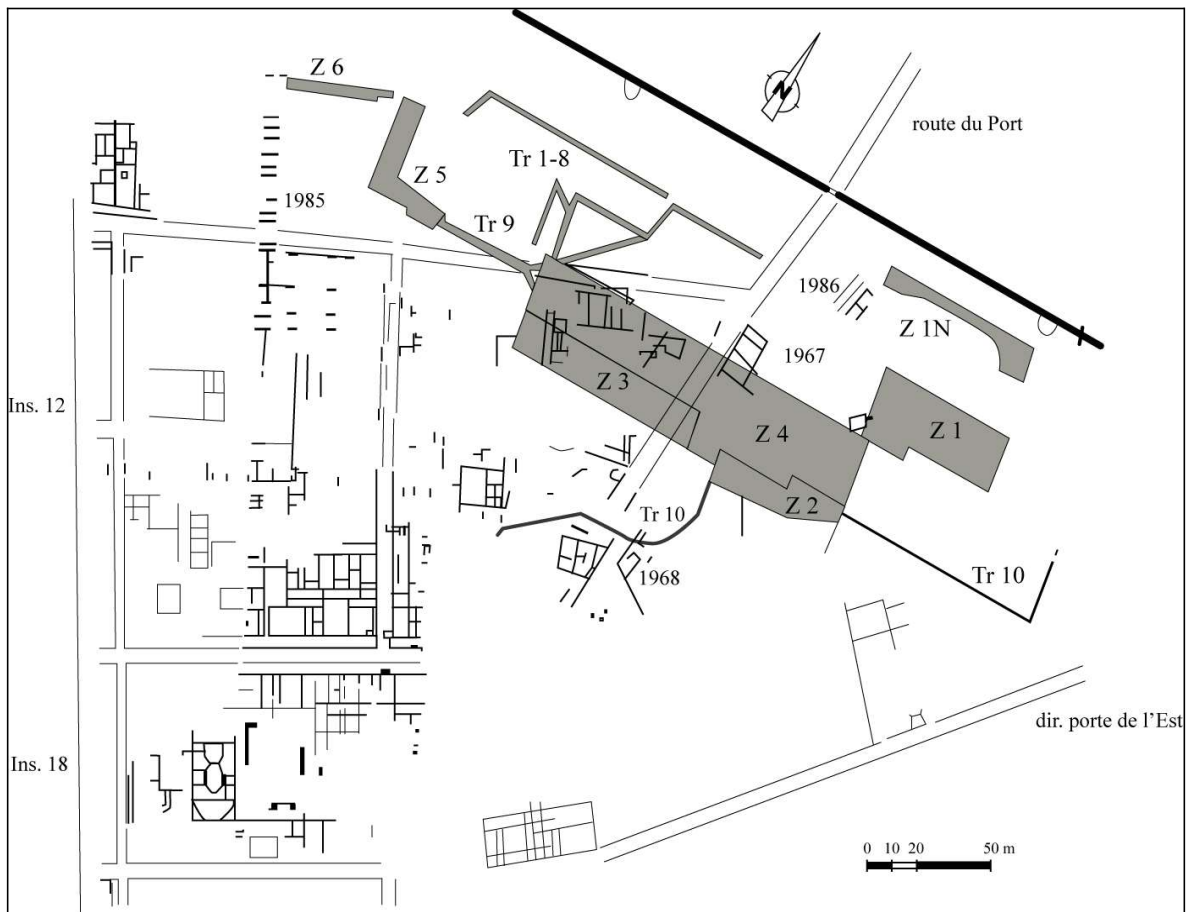 Z 6
N
route du Port
Tr 1-8
Z 5
1985
Tr 9
1986
Z 1N
1967
Z 3
Ins. 12
Z 4
Z 1
Z 2
Tr 10
1968
Tr 10
dir. porte de l'Est
Ins. 18
0 10 20 50 m